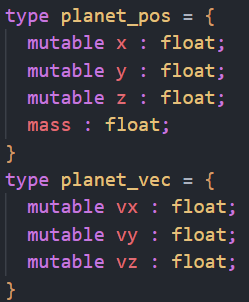 type planet_pos = {
  mutable x : float;
  mutable y : float;
  mutable z : float;
  mass : float;
}
type planet_vec = {
  mutable vx : float;
  mutable vy : float;
  mutable vz : float;
}